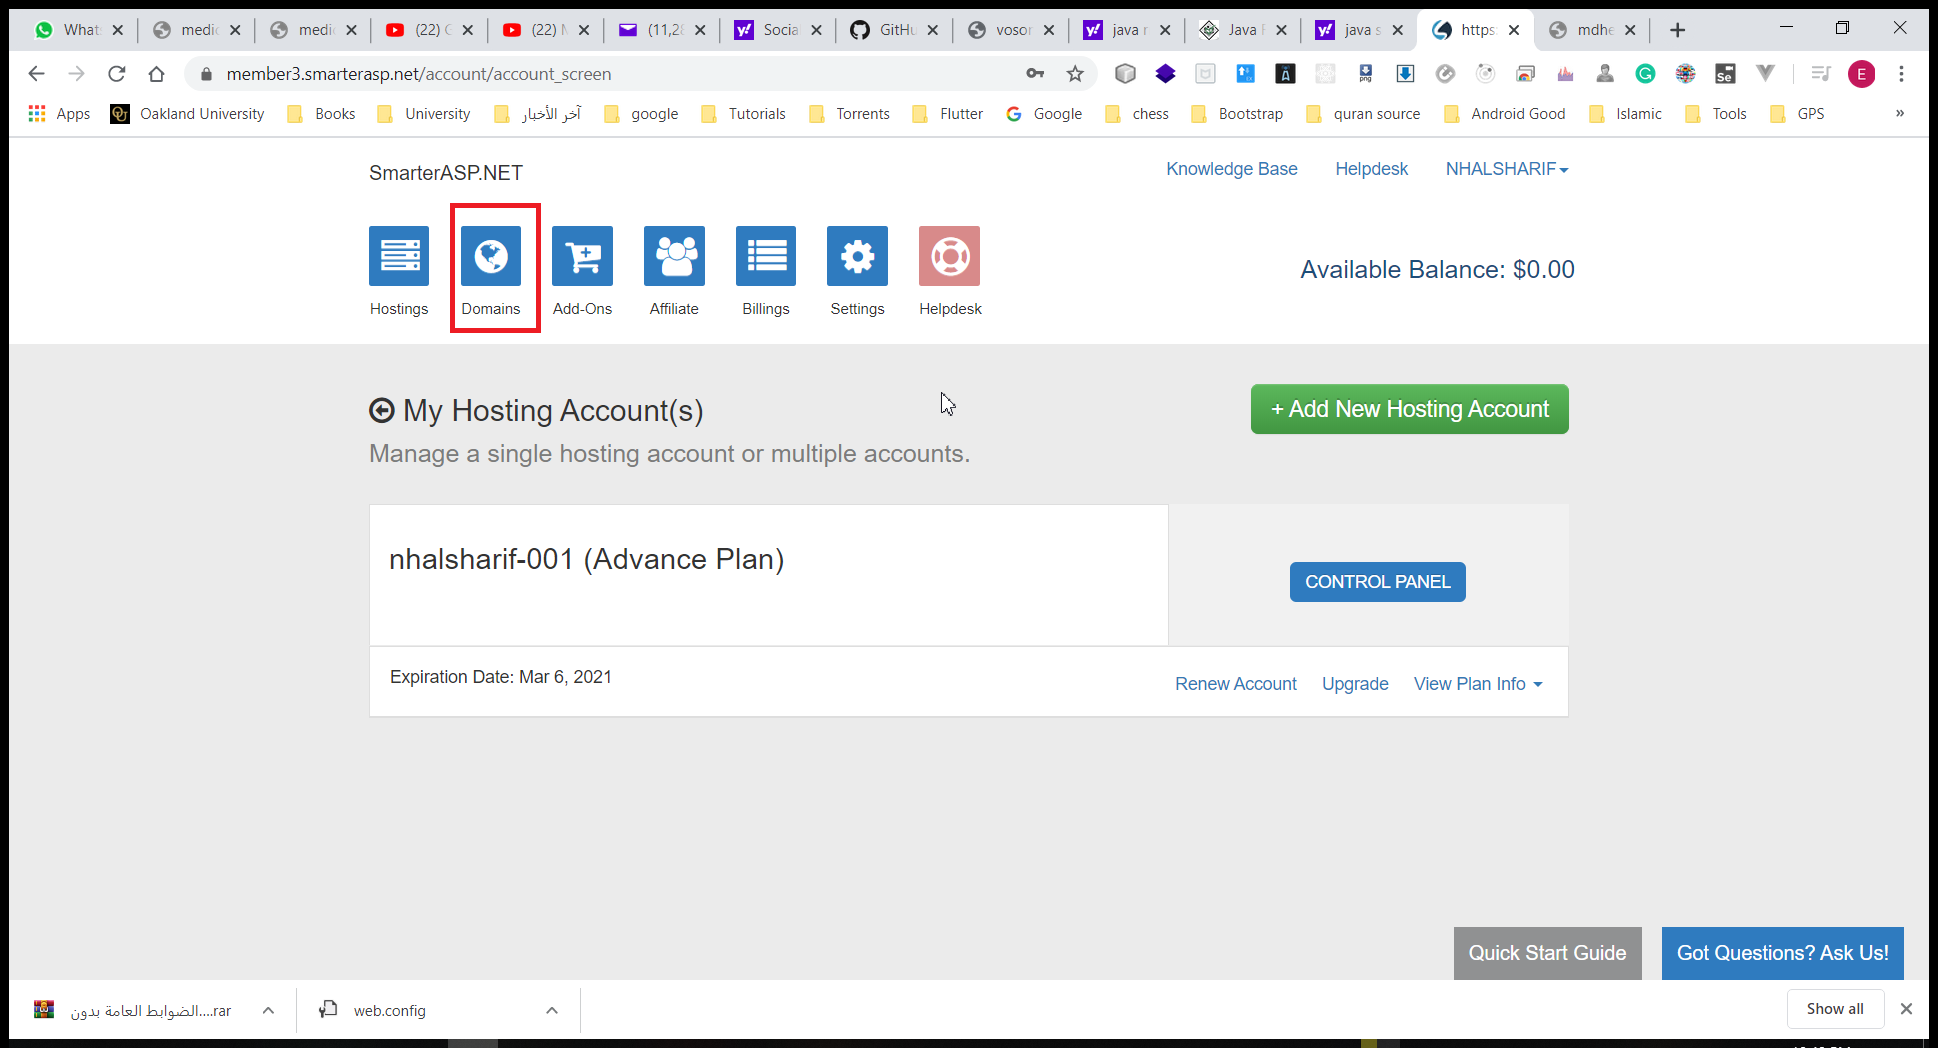 What
medic
medic
(22)
(22)
(11,28
Social
GitHu
vosor
java r
Java
java s
https
mdhe
member3.smarterasp.net/account/account_screen
E
Apps
Oakland University
Books
University
آخر الأخبار
google
Tutorials
Torrents
Flutter
Google
chess
Bootstrap
quran source
Android Good
Islamic
Tools
GPS
»
SmarterASP.NET
Knowledge Base
Helpdesk
NHALSHARIF
Hostings
Domains
Add-Ons
Affiliate
Billings
Settings
Helpdesk
Available Balance: $0.00
My Hosting Account(s)
+ Add New Hosting Account
Manage a single hosting account or multiple accounts.
nhalsharif-001 (Advance Plan)
CONTROL PANEL
Expiration Date: Mar 6, 2021
Renew Account
Upgrade
View Plan Info
Quick Start Guide
Got Questions? Ask Us!
الضوابط العامة بدون....rar
web.config
Show all